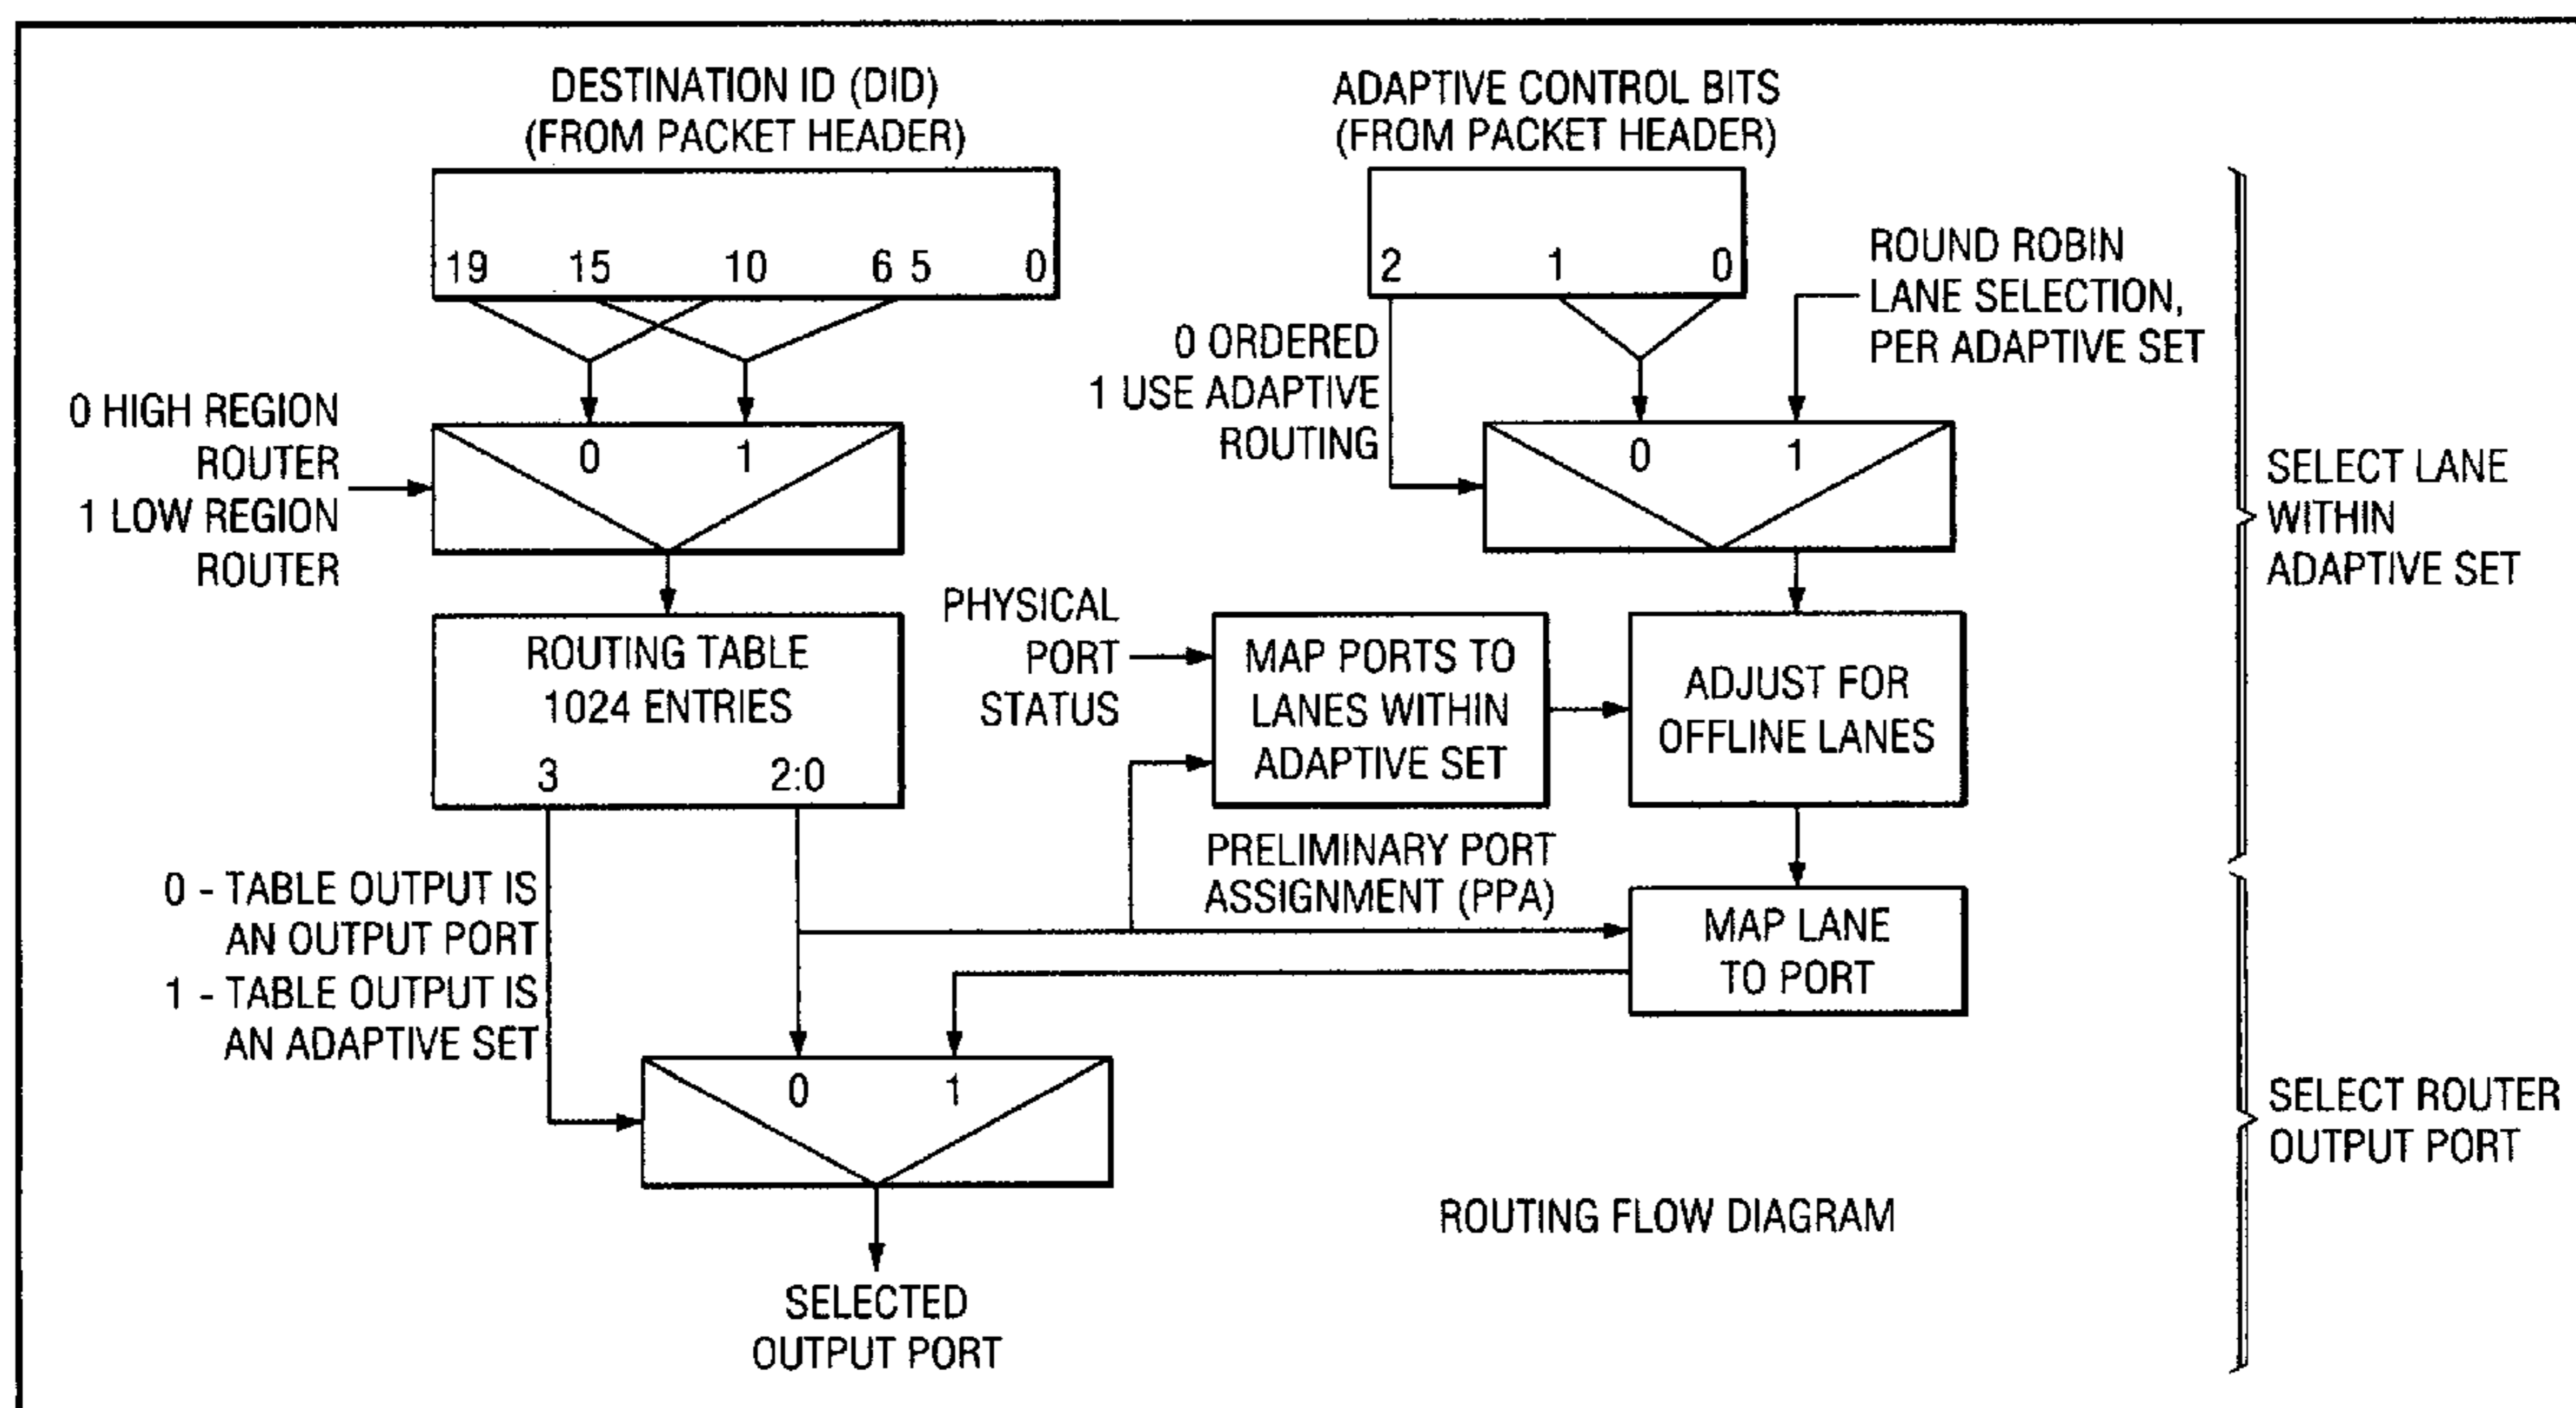 DESTINATION ID (DID)
(FROM PACKET HEADER)
19 15 10 6 5 0
ADAPTIVE CONTROL BITS
(FROM PACKET HEADER)
2 1 0
ROUND ROBIN
LANE SELECTION,
PER ADAPTIVE SET
0 ORDERED
1 USE ADAPTIVE
ROUTING
0 HIGH REGION
ROUTER
1 LOW REGION
ROUTER
0 1
0 1
SELECT LANE
WITHIN
ADAPTIVE SET
ROUTING TABLE
1024 ENTRIES
3 2:0
PHYSICAL
PORT
STATUS
MAP PORTS TO
LANES WITHIN
ADAPTIVE SET
ADJUST FOR
OFFLINE LANES
PRELIMINARY PORT
ASSIGNMENT (PPA)
0 - TABLE OUTPUT IS
AN OUTPUT PORT
1 - TABLE OUTPUT IS
AN ADAPTIVE SET
MAP LANE
TO PORT
0 1
SELECT ROUTER
OUTPUT PORT
ROUTING FLOW DIAGRAM
SELECTED
OUTPUT PORT